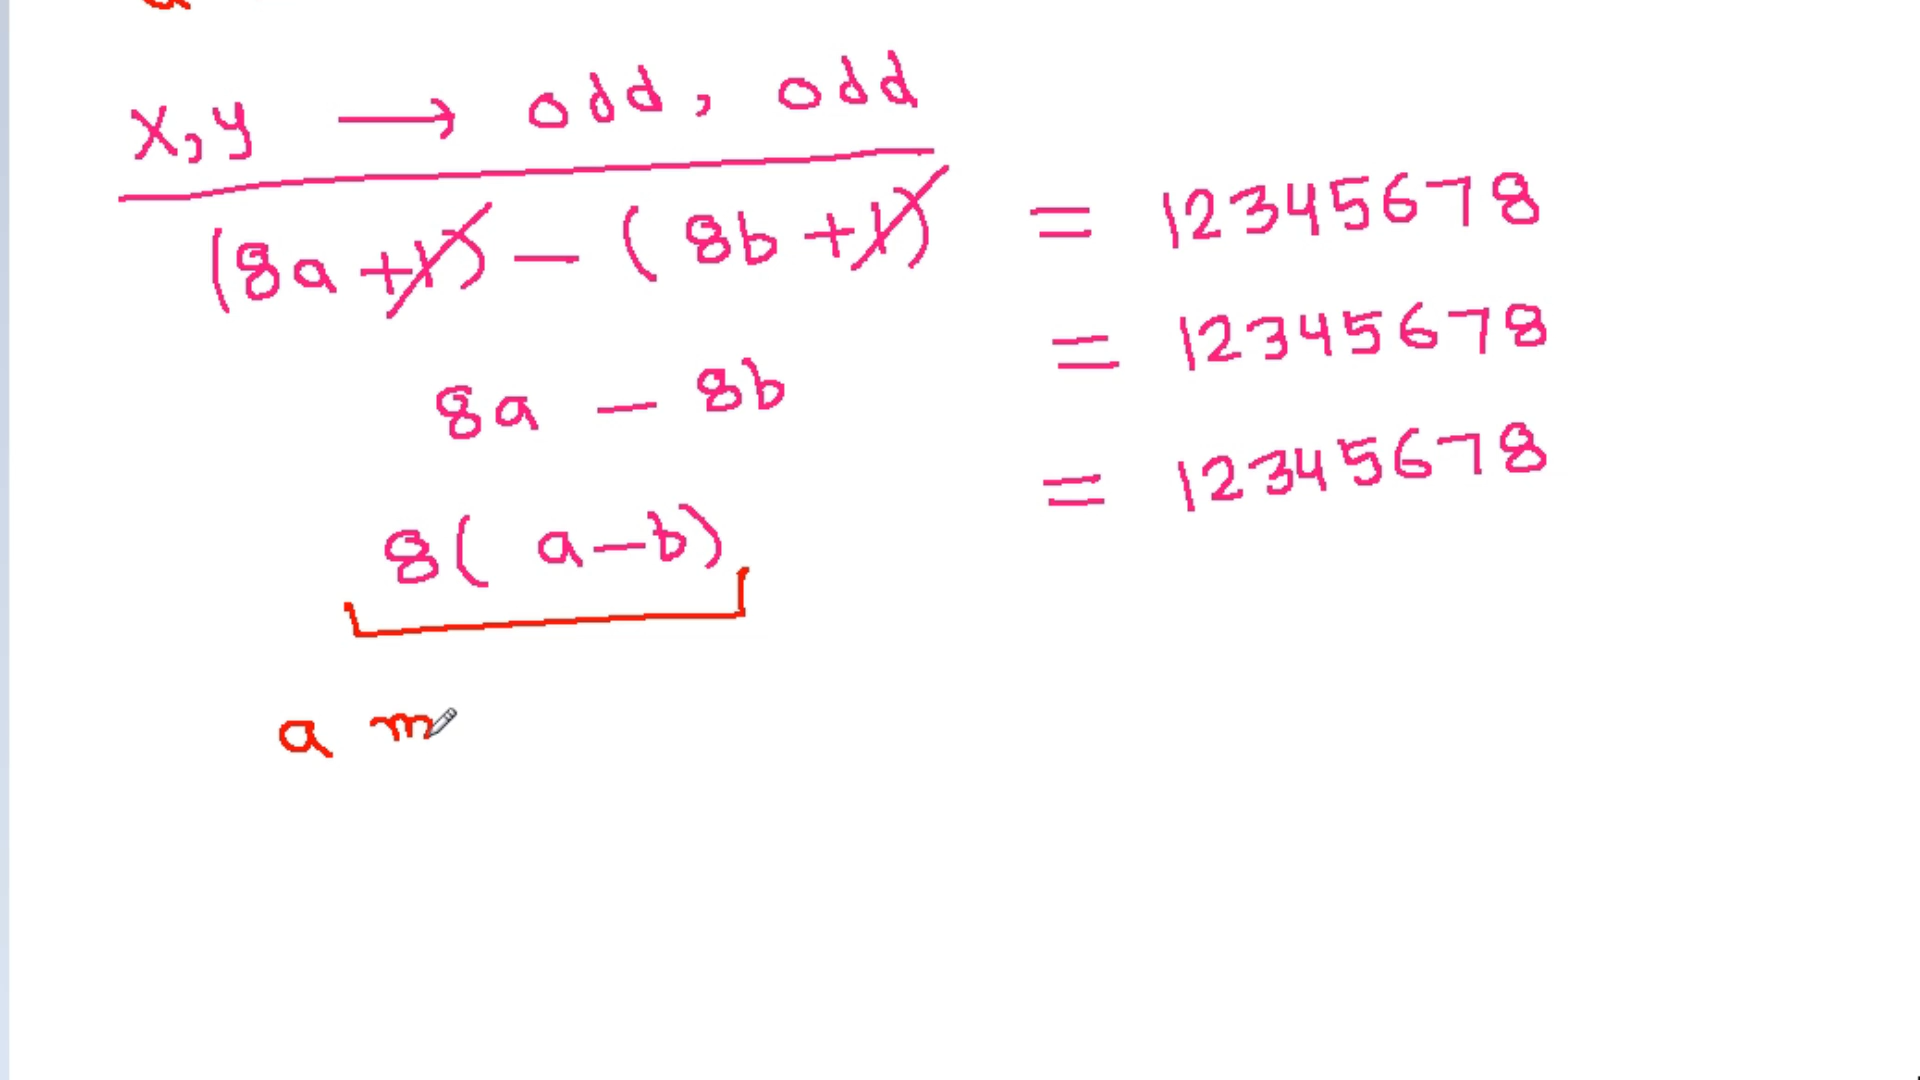 x, y → odd, odd
(8a + 1) - (8b + 1) = 12345678
8a - 8b = 12345678
8( a - b) = 12345678
a m